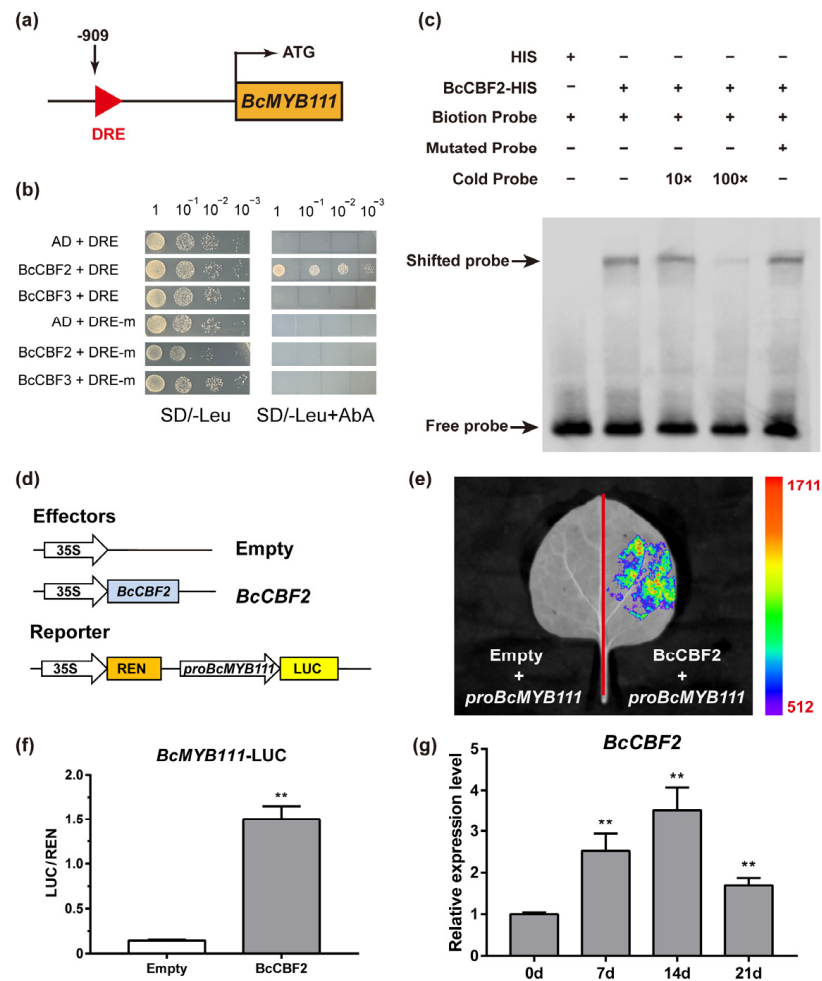 (a)
-909
ATG
BcMYB111
DRE
(b)
1 10⁻¹ 10⁻² 10⁻³ 1 10⁻¹ 10⁻² 10⁻³
AD + DRE
BcCBF2 + DRE
BcCBF3 + DRE
AD + DRE-m
BcCBF2 + DRE-m
BcCBF3 + DRE-m
SD/-Leu SD/-Leu+AbA
(c)
HIS + − − − −
BcCBF2-HIS − + + + +
Biotion Probe + + + + +
Mutated Probe − − − − +
Cold Probe − − 10× 100× −
Shifted probe
Free probe
(d)
Effectors
35S Empty
35S BcCBF2 BcCBF2
Reporter
35S REN proBcMYB111 LUC
(e)
1711
512
Empty
+
proBcMYB111
BcCBF2
+
proBcMYB111
(f)
BcMYB111-LUC
LUC/REN
2.0
1.5
1.0
0.5
0
**
Empty BcCBF2
(g)
BcCBF2
Relative expression level
5
4
3
2
1
0
** ** **
0d 7d 14d 21d